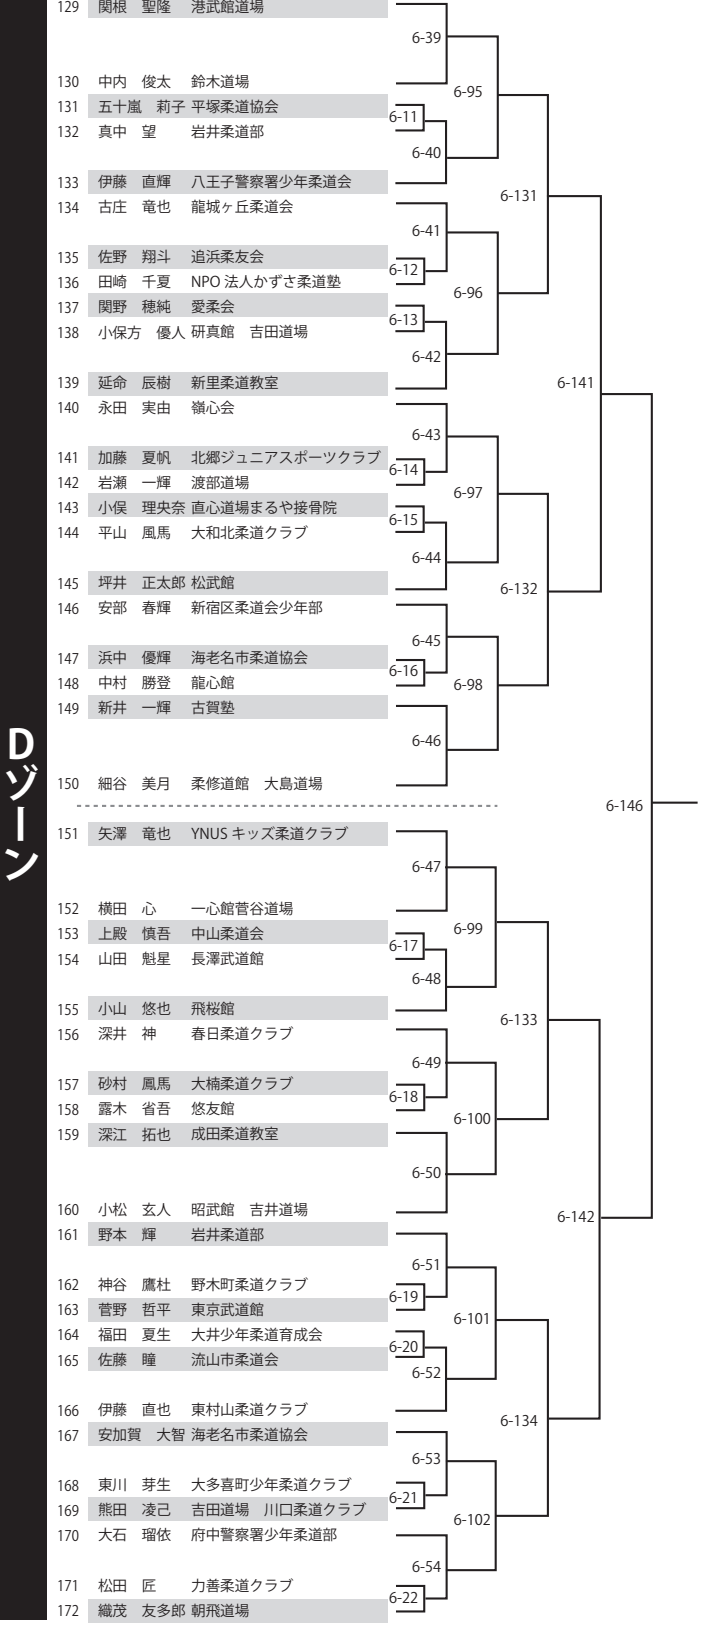 Dゾーン
129 関根 聖隆 港武館道場
6-39
130 中内 俊太 鈴木道場
6-95
131 五十嵐 莉子 平塚柔道協会
6-11
132 真中 望 岩井柔道部
6-40
133 伊藤 直輝 八王子警察署少年柔道会
6-131
134 古庄 竜也 龍城ヶ丘柔道会
6-41
135 佐野 翔斗 追浜柔友会
6-12
136 田崎 千夏 NPO 法人かずさ柔道塾
6-96
137 関野 穂純 愛柔会
6-13
138 小保方 優人 研真館 吉田道場
6-42
139 延命 辰樹 新里柔道教室
6-141
140 永田 実由 嶺心会
6-43
141 加藤 夏帆 北郷ジュニアスポーツクラブ
6-14
142 岩瀬 一輝 渡部道場
6-97
143 小俣 理央奈 直心道場まるや接骨院
6-15
144 平山 風馬 大和北柔道クラブ
6-44
145 坪井 正太郎 松武館
6-132
146 安部 春輝 新宿区柔道会少年部
6-45
147 浜中 優輝 海老名市柔道協会
6-16
148 中村 勝登 龍心館
6-98
149 新井 一輝 古賀塾
6-46
150 細谷 美月 柔修道館 大島道場
6-146
151 矢澤 竜也 YNUS キッズ柔道クラブ
6-47
152 横田 心 一心館菅谷道場
6-99
153 上殿 慎吾 中山柔道会
6-17
154 山田 魁星 長澤武道館
6-48
155 小山 悠也 飛桜館
6-133
156 深井 神 春日柔道クラブ
6-49
157 砂村 鳳馬 大楠柔道クラブ
6-18
158 露木 省吾 悠友館
6-100
159 深江 拓也 成田柔道教室
6-50
160 小松 玄人 昭武館 吉井道場
6-142
161 野本 輝 岩井柔道部
6-51
162 神谷 鷹杜 野木町柔道クラブ
6-19
163 菅野 哲平 東京武道館
6-101
164 福田 夏生 大井少年柔道育成会
6-20
165 佐藤 瞳 流山市柔道会
6-52
166 伊藤 直也 東村山柔道クラブ
6-134
167 安加賀 大智 海老名市柔道協会
6-53
168 東川 芽生 大多喜町少年柔道クラブ
6-21
169 熊田 凌己 吉田道場 川口柔道クラブ
6-102
170 大石 瑠依 府中警察署少年柔道部
6-54
171 松田 匠 力善柔道クラブ
6-22
172 織茂 友多郎 朝飛道場